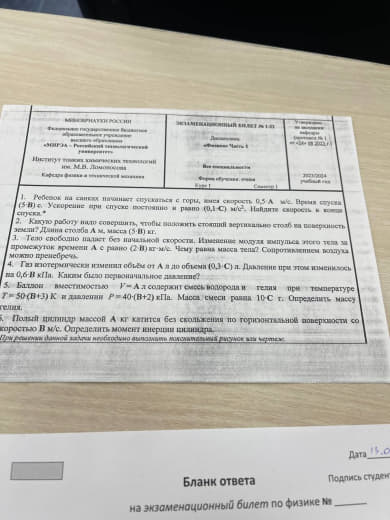 МИНОБРНАУКИ РОССИИ
Федеральное государственное бюджетное
образовательное учреждение
высшего образования
«МИРЭА – Российский технологический
университет»
Институт тонких химических технологий
им. М.В. Ломоносова
Кафедра физики и технической механики
ЭКЗАМЕНАЦИОННЫЙ БИЛЕТ №
Дисциплина
«Физика» Часть 1
Все специальности
Форма обучения: очная
Курс 1 Семестр 1
Утверждено
на заседании
кафедры
(протокол № 1
2023/2024
учебный год
1. Ребенок на санках начинает спускаться с горы, имея скорость 0,5·А м/с. Время спуска
(5·В) с. Ускорение при спуске постоянно и равно (0,1·С) м/с². Найдите скорость в конце
спуска.*
2. Какую работу надо совершить, чтобы положить стоящий вертикально столб на поверхность
земли? Длина столба А м, масса (5·В) кг.
3. Тело свободно падает без начальной скорости. Изменение модуля импульса этого тела за
промежуток времени А с равно (2·В) кг·м/с. Чему равна масса тела? Сопротивлением воздуха
можно пренебречь.
4. Газ изотермически изменил объём от А л до объема (0,3·С) л. Давление при этом изменилось
на 0,6·В кПа. Каким было первоначальное давление?
5. Баллон вместимостью V=А л содержит смесь водорода и гелия при температуре
T=50·(В+3) К и давлении P=40·(В+2) кПа. Масса смеси равна 10·С г. Определить массу
гелия.
6. Полый цилиндр массой А кг катится без скольжения по горизонтальной поверхности со
скоростью В м/с. Определить момент инерции цилиндра.
При решении данной задачи необходимо выполнить пояснительный рисунок или чертеж.
Дата
Бланк ответа
Подпись студен
на экзаменационный билет по физике №